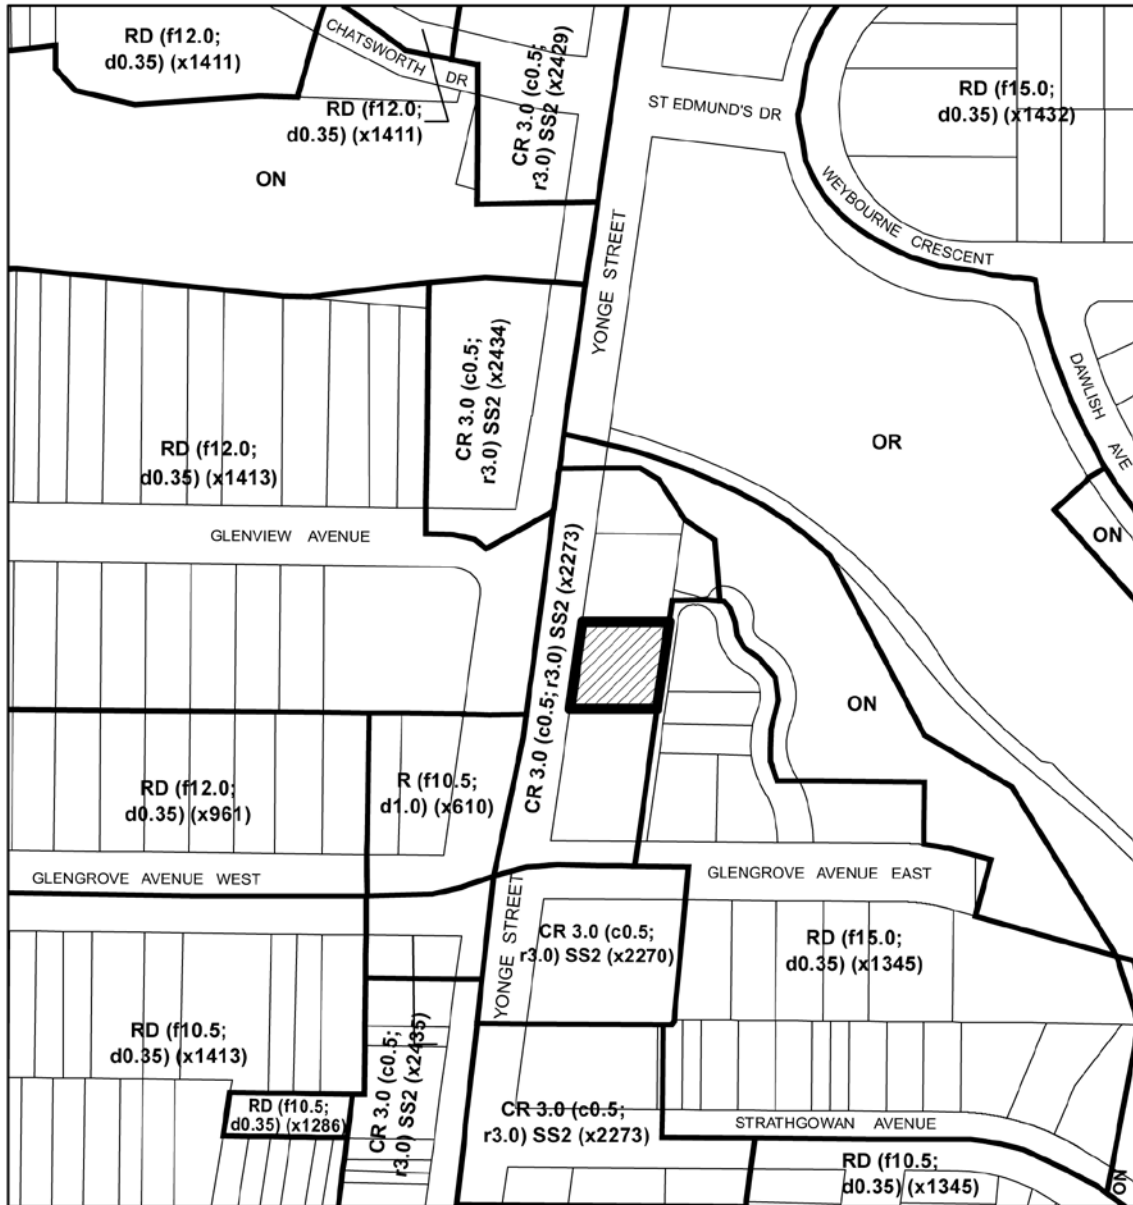 RD (f12.0;
d0.35) (x1411)
CHATSWORTH DR
RD (f12.0;
d0.35) (x1411)
CR 3.0 (c0.5;
r3.0) SS2 (x2429)
ST EDMUND'S DR
RD (f15.0;
d0.35) (x1432)
ON
WEYBOURNE CRESCENT
YONGE STREET
CR 3.0 (c0.5;
r3.0) SS2 (x2434)
DAWLISH AVE
RD (f12.0;
d0.35) (x1413)
OR
GLENVIEW AVENUE
ON
CR 3.0 (c0.5; r3.0) SS2 (x2273)
ON
RD (f12.0;
d0.35) (x961)
R (f10.5;
d1.0) (x610)
GLENGROVE AVENUE WEST
GLENGROVE AVENUE EAST
YONGE STREET
CR 3.0 (c0.5;
r3.0) SS2 (x2270)
RD (f15.0;
d0.35) (x1345)
RD (f10.5;
d0.35) (x1413)
CR 3.0 (c0.5;
r3.0) SS2 (x2435)
RD (f10.5;
d0.35) (x1286)
CR 3.0 (c0.5;
r3.0) SS2 (x2273)
STRATHGOWAN AVENUE
RD (f10.5;
d0.35) (x1345)
ON